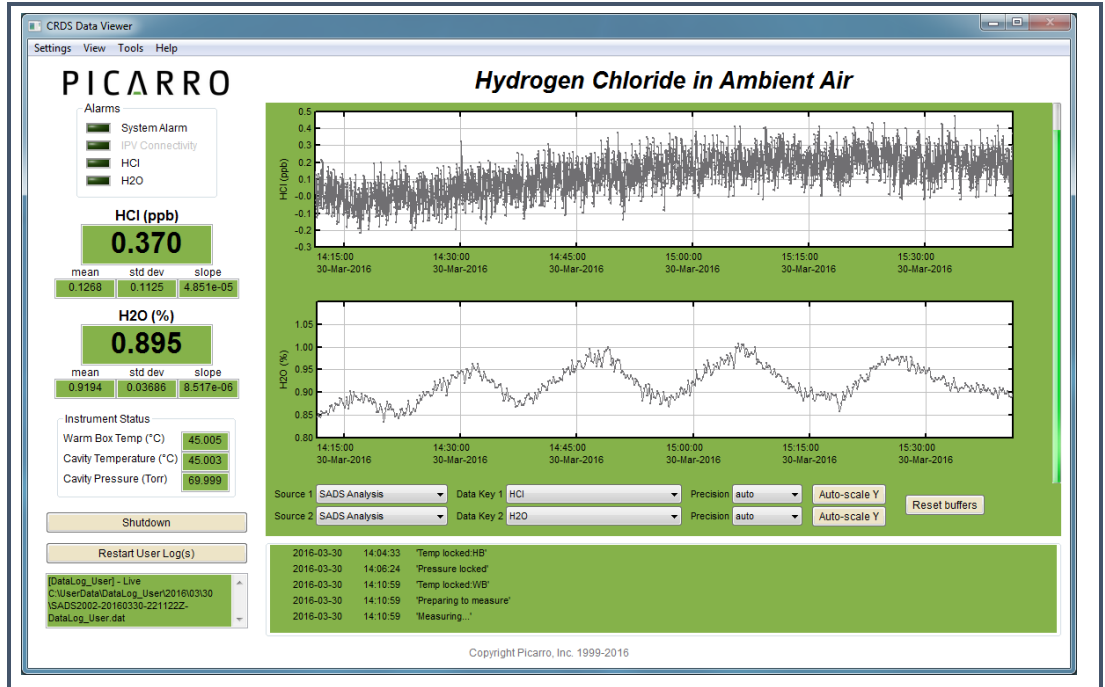 CRDS Data Viewer
Settings View Tools Help
PICARRO
Hydrogen Chloride in Ambient Air
Alarms
System Alarm
IPV Connectivity
HCl
H2O
HCl (ppb)
0.370
mean std dev slope
0.1268 0.1125 4.851e-05
H2O (%)
0.895
mean std dev slope
0.9194 0.03686 8.517e-06
Instrument Status
Warm Box Temp (°C) 45.005
Cavity Temperature (°C) 45.003
Cavity Pressure (Torr) 69.999
Shutdown
Restart User Log(s)
[DataLog_User] - Live
C:\UserData\DataLog_User\2016\03\30
\SADS2002-20160330-221122Z-
DataLog_User.dat
HCl (ppb)
0.5
0.4
0.3
0.2
0.1
-0.0
-0.1
-0.2
-0.3
14:15:00 14:30:00 14:45:00 15:00:00 15:15:00 15:30:00
30-Mar-2016 30-Mar-2016 30-Mar-2016 30-Mar-2016 30-Mar-2016 30-Mar-2016
H2O (%)
1.05
1.00
0.95
0.90
0.85
0.80
14:15:00 14:30:00 14:45:00 15:00:00 15:15:00 15:30:00
30-Mar-2016 30-Mar-2016 30-Mar-2016 30-Mar-2016 30-Mar-2016 30-Mar-2016
Source 1 SADS Analysis Data Key 1 HCl Precision auto Auto-scale Y
Source 2 SADS Analysis Data Key 2 H2O Precision auto Auto-scale Y
Reset buffers
2016-03-30 14:04:33 'Temp locked:HB'
2016-03-30 14:06:24 'Pressure locked'
2016-03-30 14:10:59 'Temp locked:WB'
2016-03-30 14:10:59 'Preparing to measure'
2016-03-30 14:10:59 'Measuring...'
Copyright Picarro, Inc. 1999-2016